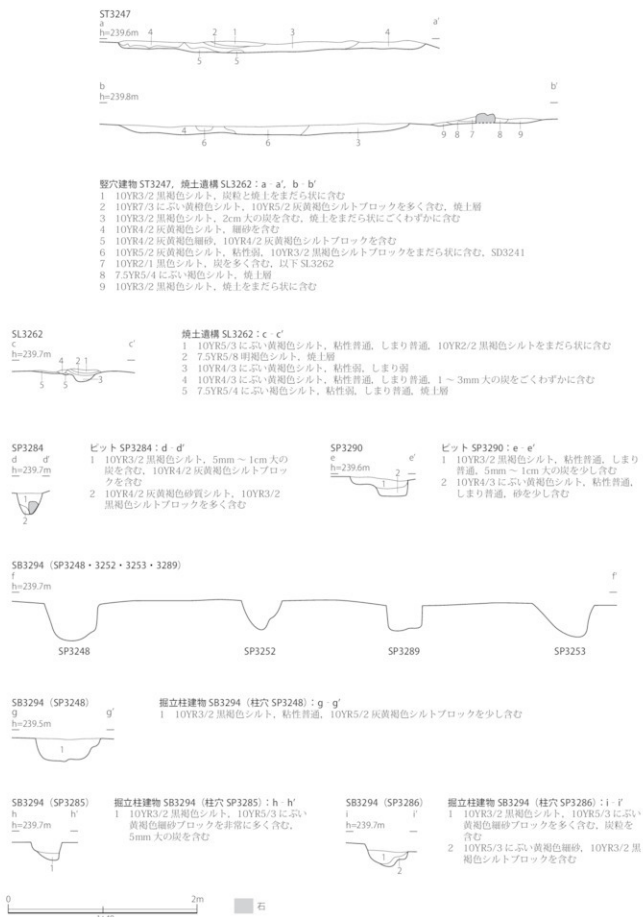 ST3247
a a'
h=239.6m
4 2 1 3 4
5 5
b b'
h=239.8m
4 6 6 3 9 8 7 8 9
竪穴建物 ST3247，焼土遺構 SL3262：a‐a'，b‐b'
1 10YR3/2 黒褐色シルト，炭粒と焼土をまだら状に含む
2 10YR7/3 にぶい黄橙色シルト，10YR5/2 灰黄褐色シルトブロックを多く含む，焼土層
3 10YR3/2 黒褐色シルト，2cm 大の炭を含む，焼土をまだら状にごくわずかに含む
4 10YR4/2 灰黄褐色シルト，細砂を含む
5 10YR4/2 灰黄褐色細砂，10YR4/2 灰黄褐色シルトブロックを含む
6 10YR5/2 灰黄褐色シルト，粘性弱，10YR3/2 黒褐色シルトブロックをまだら状に含む，SD3241
7 10YR2/1 黒色シルト，炭を多く含む，以下 SL3262
8 7.5YR5/4 にぶい褐色シルト，焼土層
9 10YR3/2 黒褐色シルト，焼土をまだら状に含む
SL3262
c c'
h=239.7m
4 2 1
5 5 3
焼土遺構 SL3262：c‐c'
1 10YR5/3 にぶい黄褐色シルト，粘性普通，しまり普通，10YR2/2 黒褐色シルトをまだら状に含む
2 7.5YR5/8 明褐色シルト，焼土層
3 10YR4/3 にぶい黄褐色シルト，粘性弱，しまり弱
4 10YR4/3 にぶい黄褐色シルト，粘性普通，しまり普通，1 ～ 3mm 大の炭をごくわずかに含む
5 7.5YR5/4 にぶい褐色シルト，粘性弱，しまり普通，焼土層
SP3284
d d'
h=239.7m
1
2
ピット SP3284：d‐d'
1 10YR3/2 黒褐色シルト，5mm ～ 1cm 大の
炭を含む，10YR4/2 灰黄褐色シルトブロッ
クを含む
2 10YR4/2 灰黄褐色砂質シルト，10YR3/2
黒褐色シルトブロックを多く含む
SP3290
e e'
h=239.6m
2
1
ピット SP3290：e‐e'
1 10YR3/2 黒褐色シルト，粘性普通，しまり
普通，5mm ～ 1cm 大の炭を少し含む
2 10YR4/3 にぶい黄褐色シルト，粘性普通，
しまり普通，砂を少し含む
SB3294（SP3248・3252・3253・3289）
f f'
h=239.7m
SP3248 SP3252 SP3289 SP3253
SB3294（SP3248）
g g'
h=239.5m
1
掘立柱建物 SB3294（柱穴 SP3248）：g‐g'
1 10YR3/2 黒褐色シルト，粘性普通，10YR5/2 灰黄褐色シルトブロックを少し含む
SB3294（SP3285）
h h'
h=239.7m
1
掘立柱建物 SB3294（柱穴 SP3285）：h‐h'
1 10YR3/2 黒褐色シルト，10YR5/3 にぶい
黄褐色細砂ブロックを非常に多く含む，
5mm 大の炭を含む
SB3294（SP3286）
i i'
h=239.7m
1
2
掘立柱建物 SB3294（柱穴 SP3286）：i‐i'
1 10YR3/2 黒褐色シルト，10YR5/3 にぶい
黄褐色細砂ブロックを多く含む，炭粒を
含む
2 10YR5/3 にぶい黄褐色細砂，10YR3/2 黒
褐色シルトブロックを含む
0 2m
石